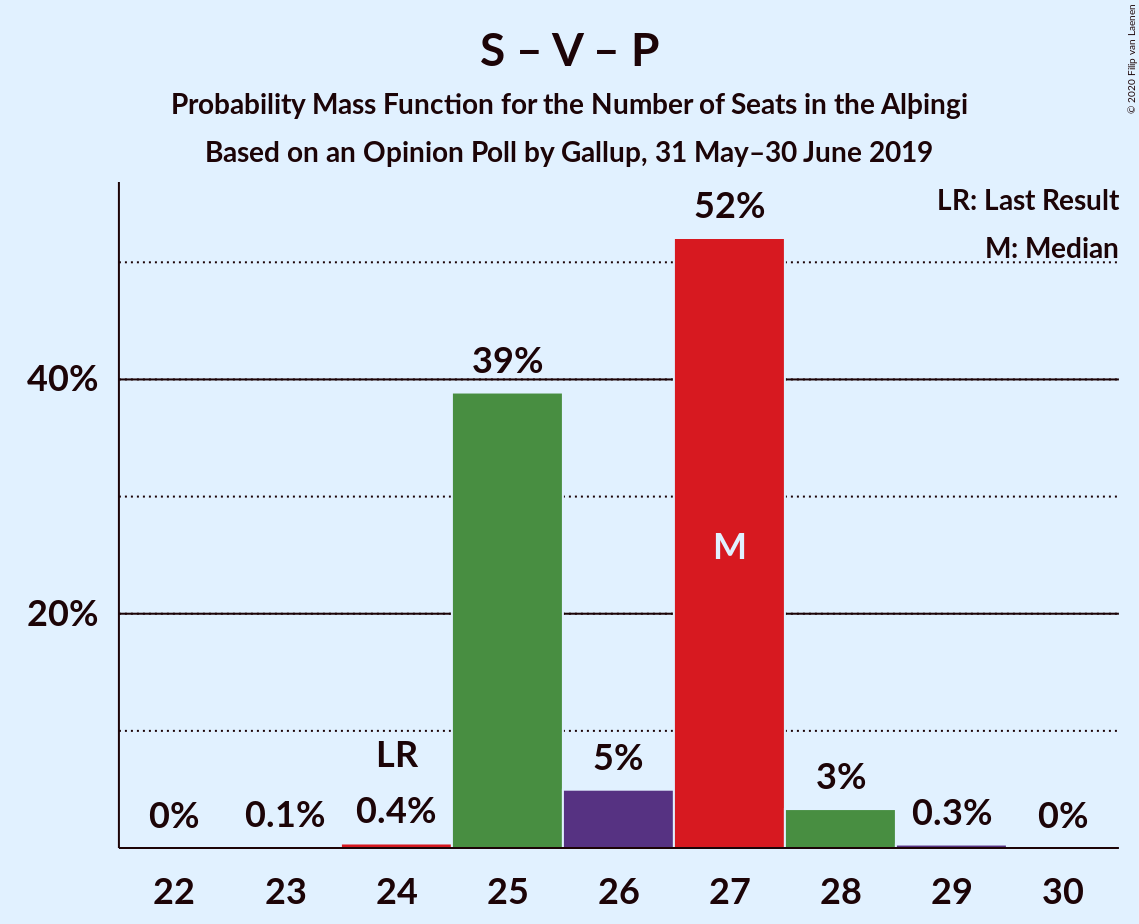 S – V – P
Probability Mass Function for the Number of Seats in the Alþingi
Based on an Opinion Poll by Gallup, 31 May–30 June 2019
© 2020 Filip van Laenen
LR: Last Result
M: Median
52%
39%
40%
M
20%
LR
5%
3%
0%
0.1%
0.4%
0.3%
0%
22 23 24 25 26 27 28 29 30